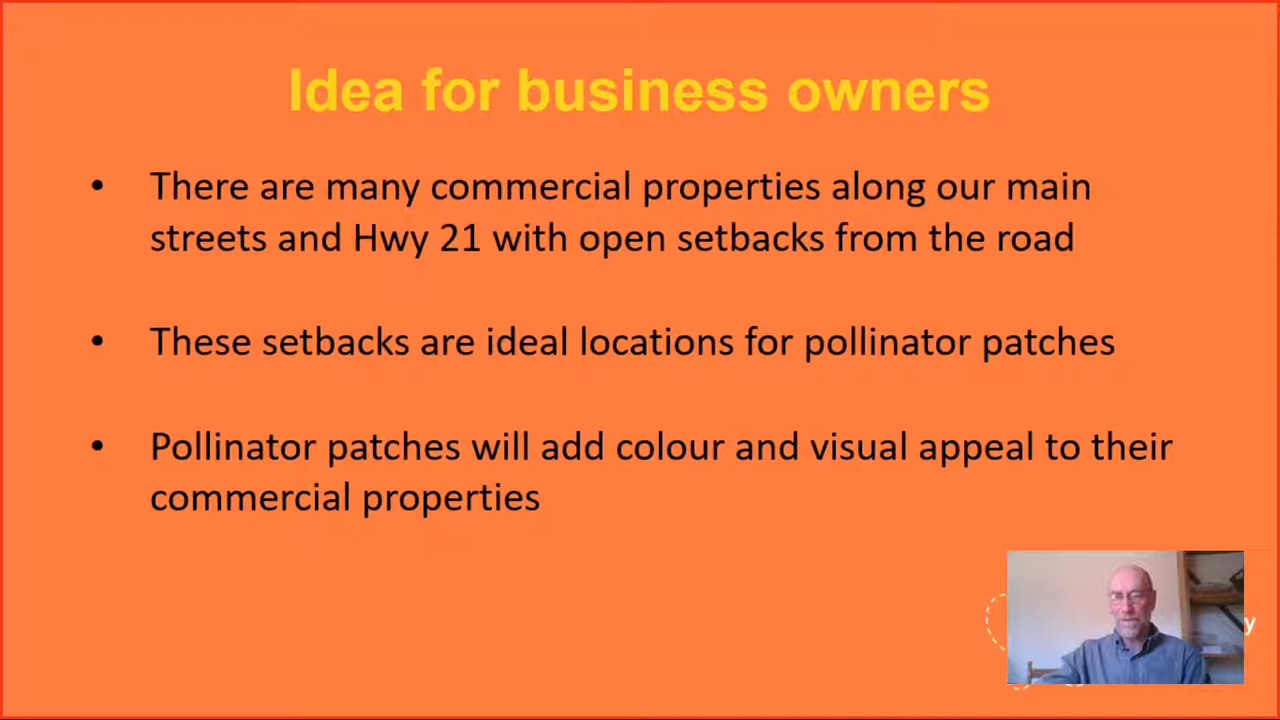 Idea for business owners
• There are many commercial properties along our main
streets and Hwy 21 with open setbacks from the road
• These setbacks are ideal locations for pollinator patches
• Pollinator patches will add colour and visual appeal to their
commercial properties